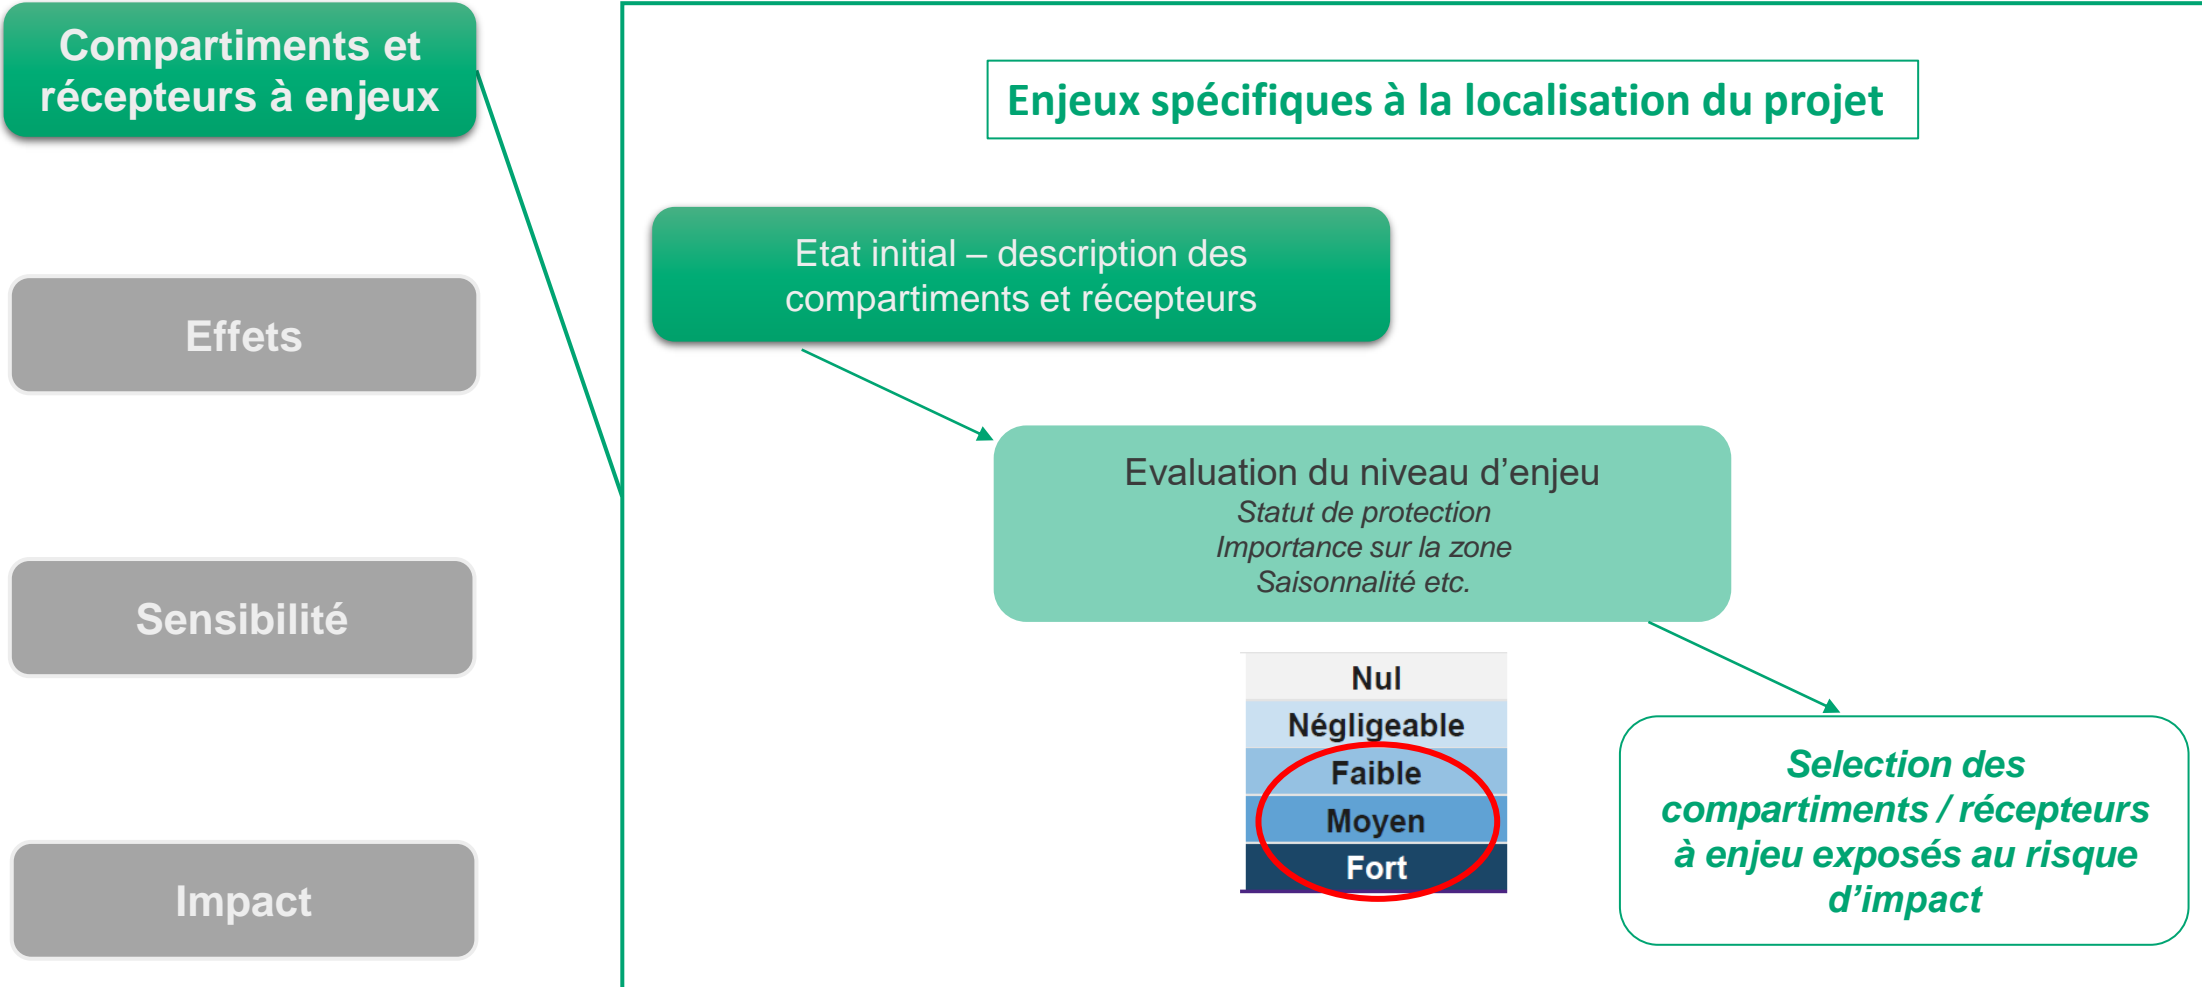 Compartiments et
récepteurs à enjeux
Effets
Sensibilité
Impact
Enjeux spécifiques à la localisation du projet
Etat initial – description des
compartiments et récepteurs
Evaluation du niveau d’enjeu
Statut de protection
Importance sur la zone
Saisonnalité etc.
Nul
Négligeable
Faible
Moyen
Fort
Selection des
compartiments / récepteurs
à enjeu exposés au risque
d’impact